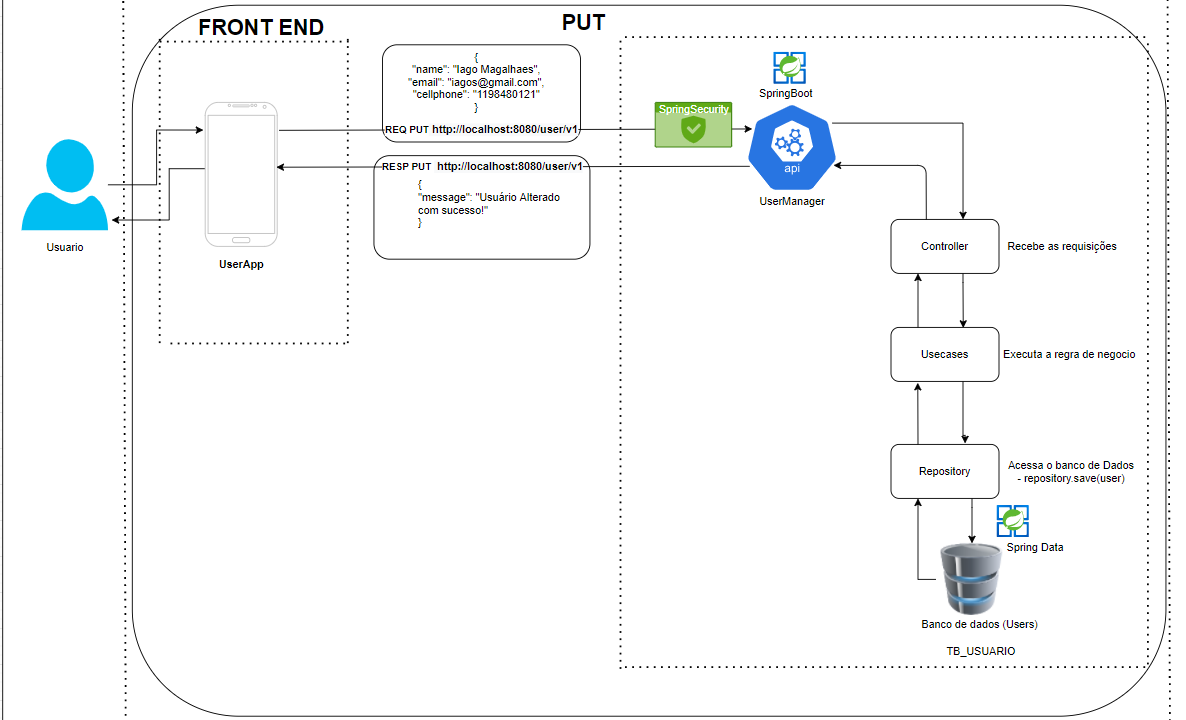 FRONT END
PUT
{
"name": "Iago Magalhaes",
"email": "iagos@gmail.com",
"cellphone": "1198480121"
}
REQ PUT http://localhost:8080/user/v1
SpringSecurity
SpringBoot
api
UserManager
RESP PUT http://localhost:8080/user/v1
{
"message": "Usuário Alterado
com sucesso!"
}
Usuario
UserApp
Controller
Recebe as requisições
Usecases
Executa a regra de negocio
Repository
Acessa o banco de Dados
- repository.save(user)
Spring Data
Banco de dados (Users)
TB_USUARIO